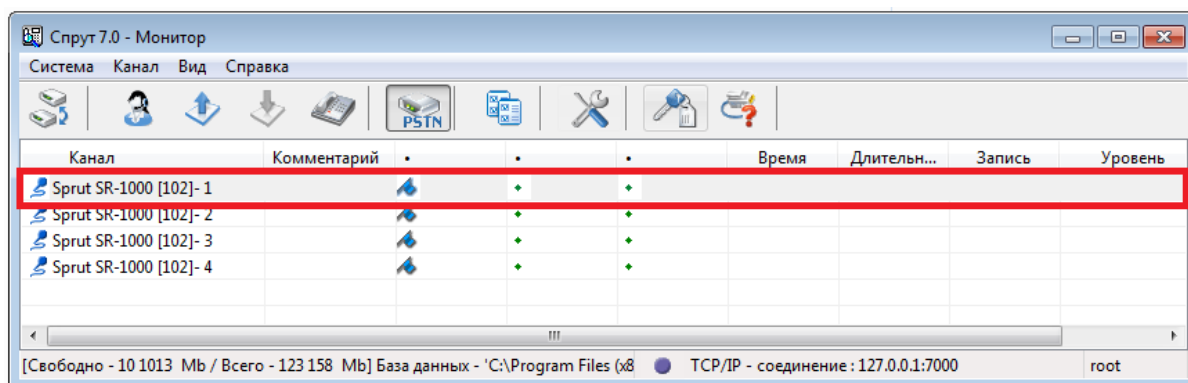 Спрут 7.0 - Монитор
Система Канал Вид Справка
PSTN
Канал Комментарий • • • Время Длительн... Запись Уровень
Sprut SR-1000 [102]- 1
Sprut SR-1000 [102]- 2
Sprut SR-1000 [102]- 3
Sprut SR-1000 [102]- 4
[Свободно - 10 1013 Mb / Всего - 123 158 Mb] База данных - 'C:\Program Files (x8 TCP/IP - соединение : 127.0.0.1:7000 root